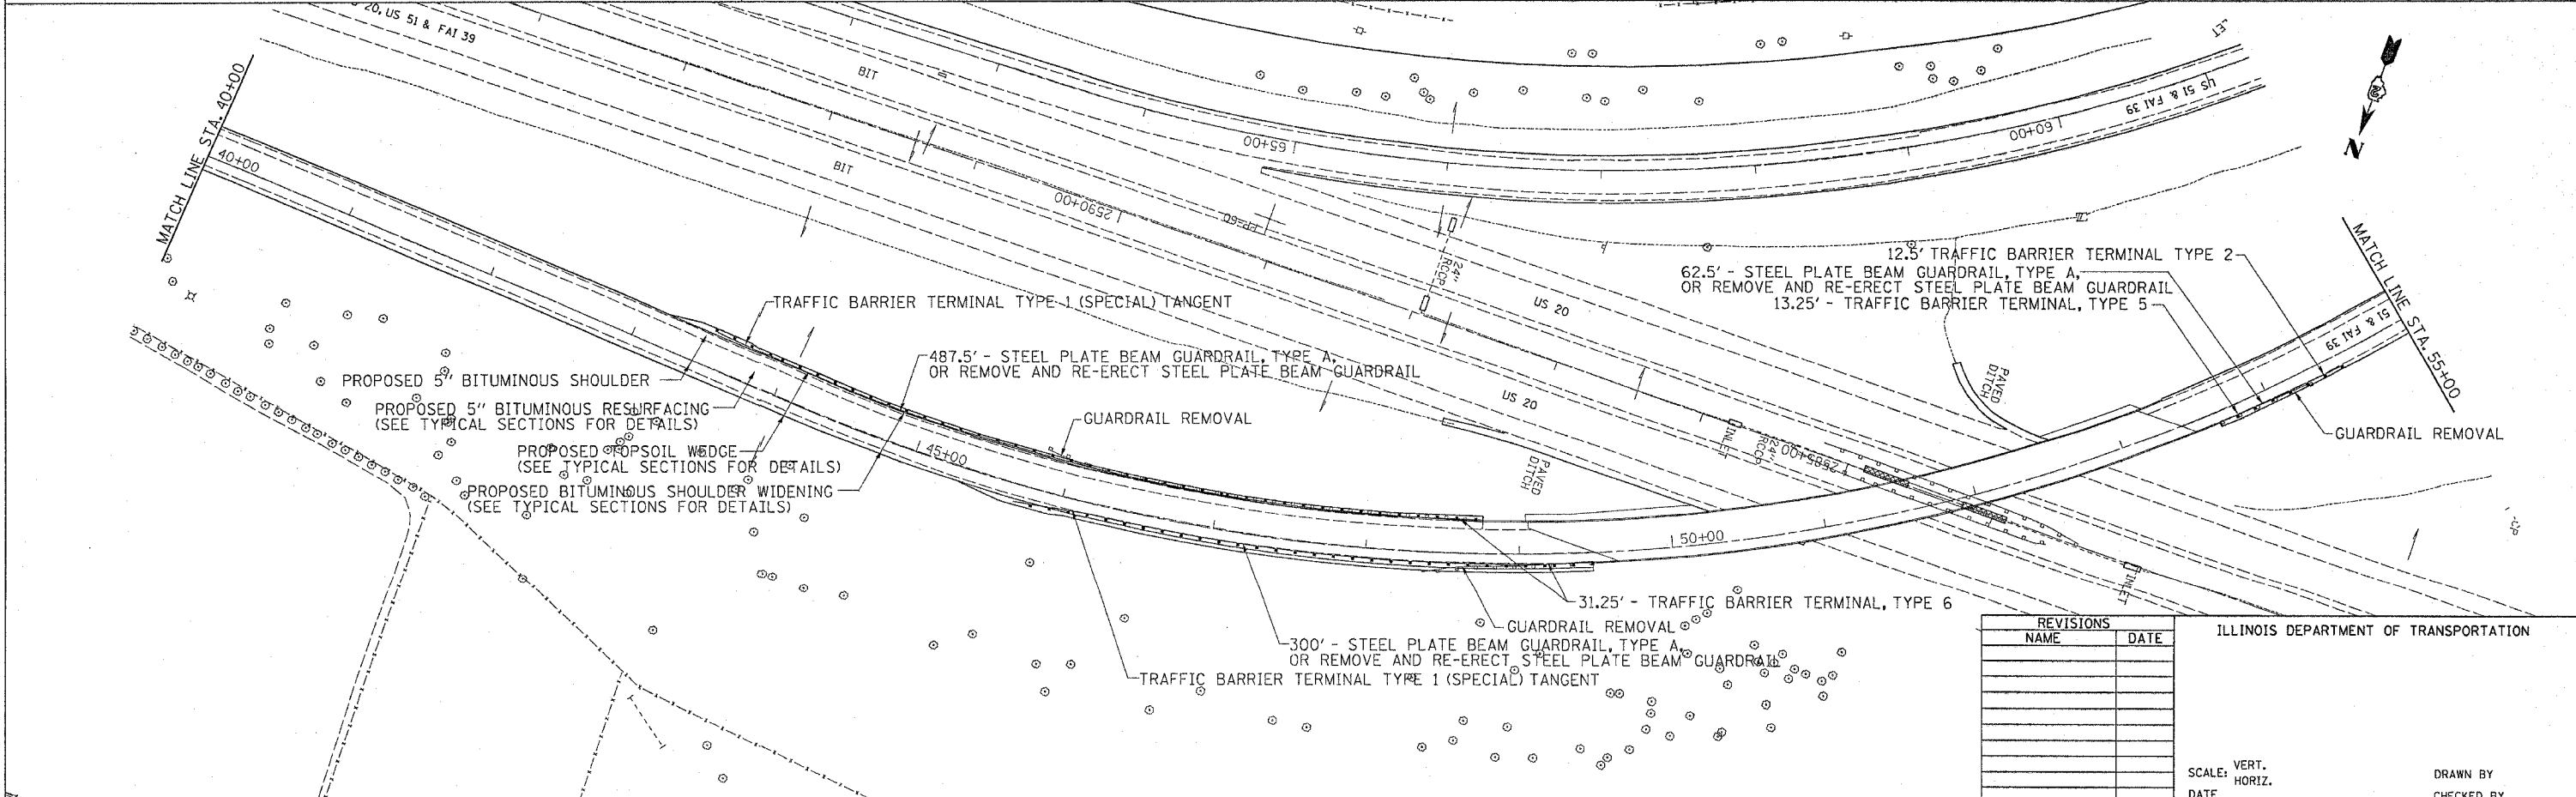 20, US 51 & FAI 39
MATCH LINE STA. 40+00
40+00
BIT
BIT
2590+00
PP=60
65+00
60+00
US 51 & FAI 39
N
24" RCCP
US 20
US 20
12.5' TRAFFIC BARRIER TERMINAL TYPE 2
62.5' - STEEL PLATE BEAM GUARDRAIL, TYPE A,
OR REMOVE AND RE-ERECT STEEL PLATE BEAM GUARDRAIL
13.25' - TRAFFIC BARRIER TERMINAL, TYPE 5
MATCH LINE STA. 55+00
51 & FAI 39
PAVED
DITCH
GUARDRAIL REMOVAL
TRAFFIC BARRIER TERMINAL TYPE 1 (SPECIAL) TANGENT
487.5' - STEEL PLATE BEAM GUARDRAIL, TYPE A,
OR REMOVE AND RE-ERECT STEEL PLATE BEAM GUARDRAIL
PROPOSED 5" BITUMINOUS SHOULDER
PROPOSED 5" BITUMINOUS RESURFACING
(SEE TYPICAL SECTIONS FOR DETAILS)
PROPOSED TOPSOIL WEDGE
(SEE TYPICAL SECTIONS FOR DETAILS)
PROPOSED BITUMINOUS SHOULDER WIDENING
(SEE TYPICAL SECTIONS FOR DETAILS)
GUARDRAIL REMOVAL
45+00
PAVED
DITCH
INLET
24" RCCP
2585+00
50+00
INLET
CP
31.25' - TRAFFIC BARRIER TERMINAL, TYPE 6
GUARDRAIL REMOVAL
300' - STEEL PLATE BEAM GUARDRAIL, TYPE A,
OR REMOVE AND RE-ERECT STEEL PLATE BEAM GUARDRAIL
TRAFFIC BARRIER TERMINAL TYPE 1 (SPECIAL) TANGENT
REVISIONS
NAME DATE
ILLINOIS DEPARTMENT OF TRANSPORTATION
SCALE: VERT.
HORIZ.
DATE
DRAWN BY
CHECKED BY